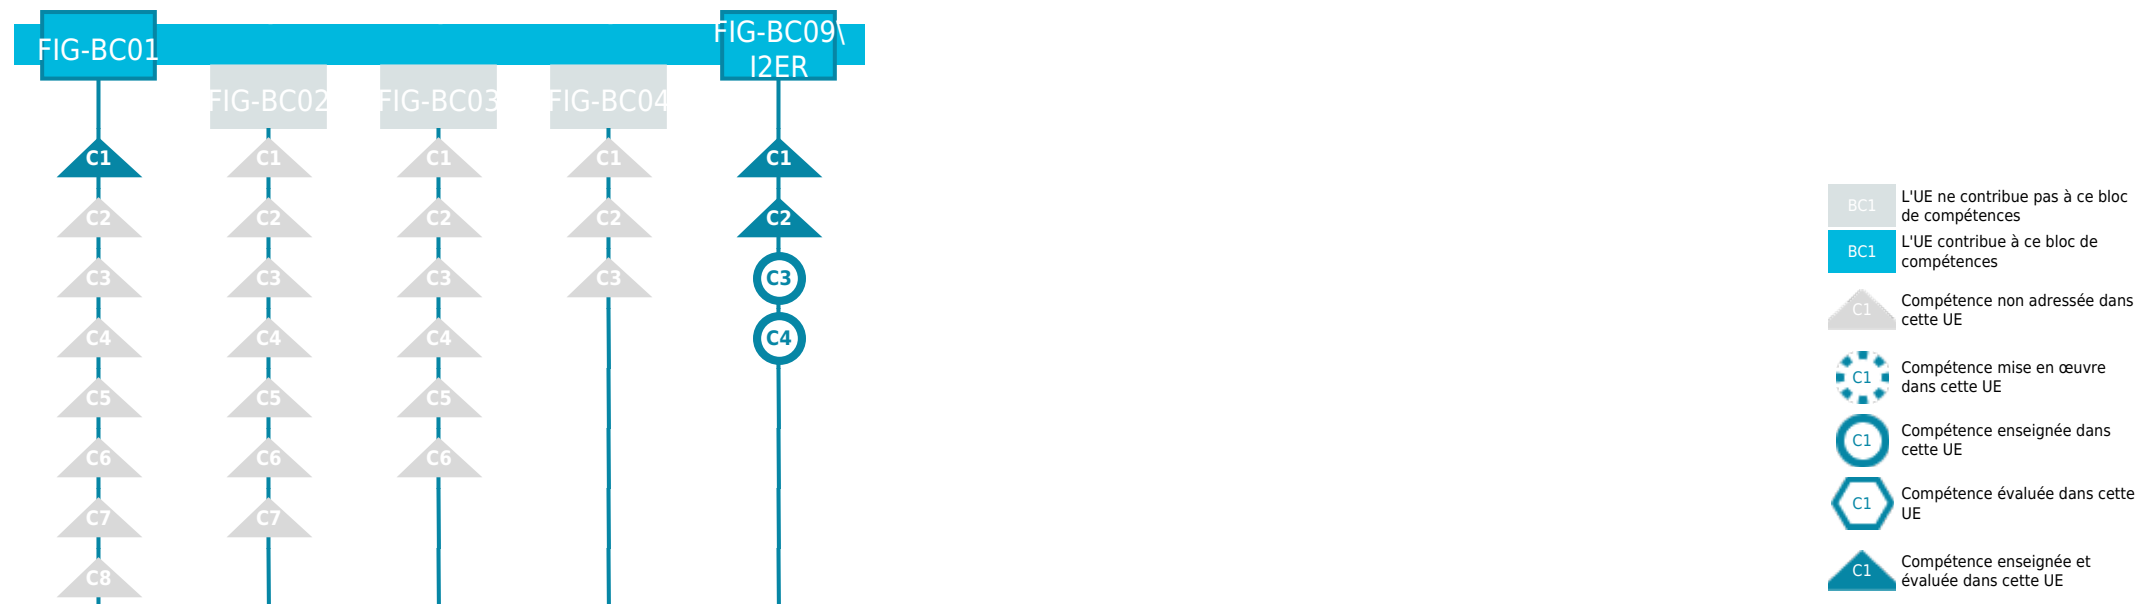 FIG-BC01
FIG-BC09\
I2ER
FIG-BC02
FIG-BC03
FIG-BC04
C1
C1
C1
C1
C1
C2
C2
C2
C2
C2
C3
C3
C3
C3
C3
C4
C4
C4
C4
C5
C5
C5
C6
C6
C6
C7
C7
C8
BC1
L'UE ne contribue pas à ce bloc
de compétences
BC1
L'UE contribue à ce bloc de
compétences
C1
Compétence non adressée dans
cette UE
C1
Compétence mise en œuvre
dans cette UE
C1
Compétence enseignée dans
cette UE
C1
Compétence évaluée dans cette
UE
C1
Compétence enseignée et
évaluée dans cette UE